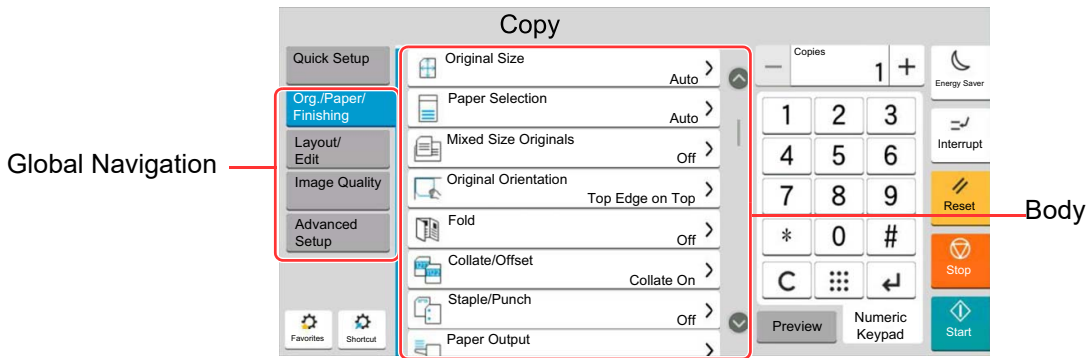 Copy
Global Navigation
Quick Setup
Org./Paper/
Finishing
Layout/
Edit
Image Quality
Advanced
Setup
Favorites
Shortcut
Original Size
Auto
Paper Selection
Auto
Mixed Size Originals
Off
Original Orientation
Top Edge on Top
Fold
Off
Collate/Offset
Collate On
Staple/Punch
Off
Paper Output
Copies
− 1 +
1 2 3
4 5 6
7 8 9
* 0 #
C
Preview
Numeric
Keypad
Energy Saver
Interrupt
Reset
Stop
Start
Body